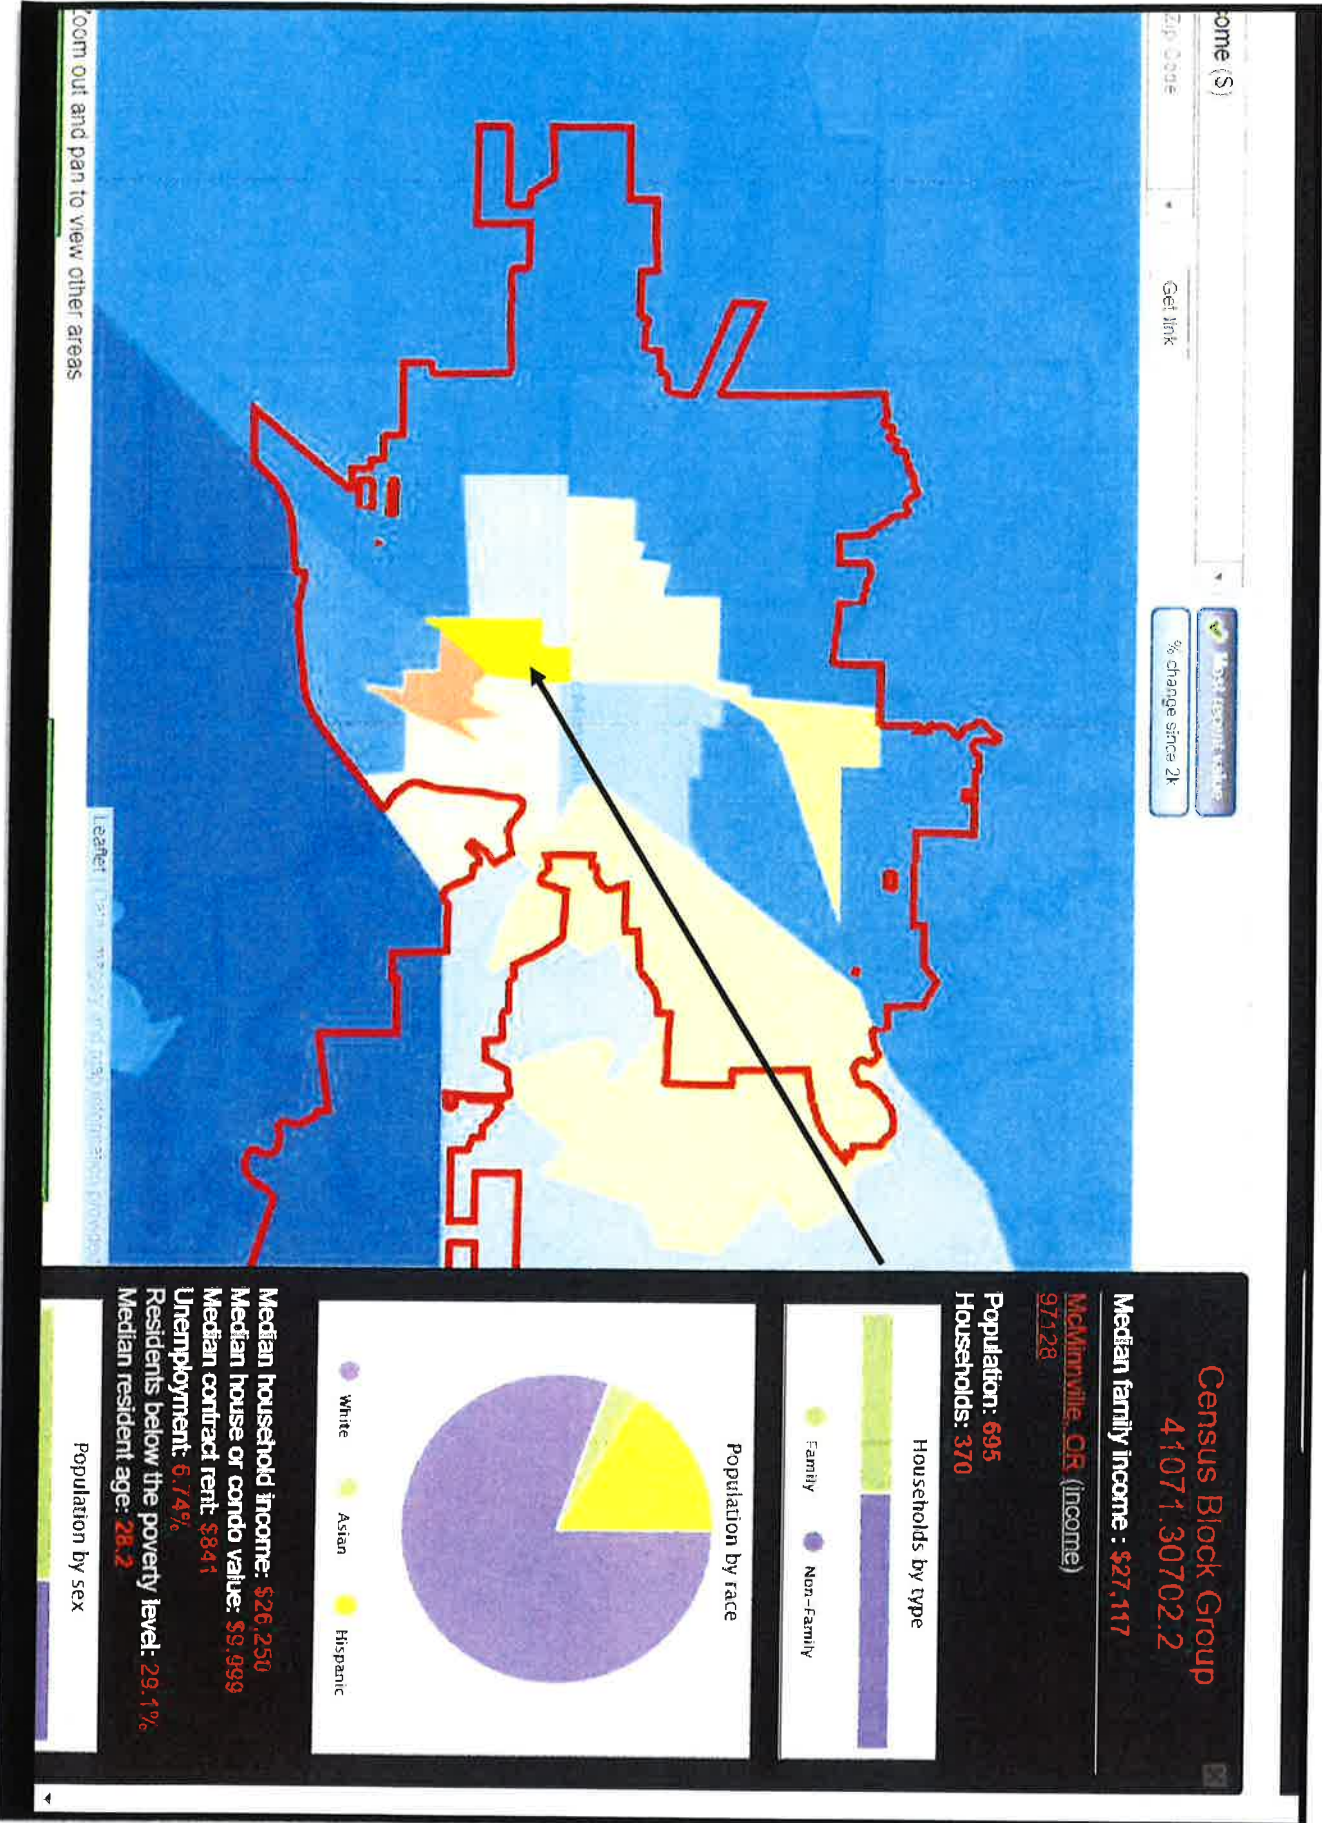 come ($)
Zip Code
Get link
Most recent value
% change since 2k
Zoom out and pan to view other areas
Leaflet
Census Block Group
41071.30702.2
Median family income : $27,117
McMinnville, OR (income)
97128
Population: 695
Households: 370
Households by type
Family
Non-Family
Population by race
White
Asian
Hispanic
Median household income: $26,250
Median house or condo value: $9,999
Median contract rent: $841
Unemployment: 6.74%
Residents below the poverty level: 29.1%
Median resident age: 28.2
Population by sex